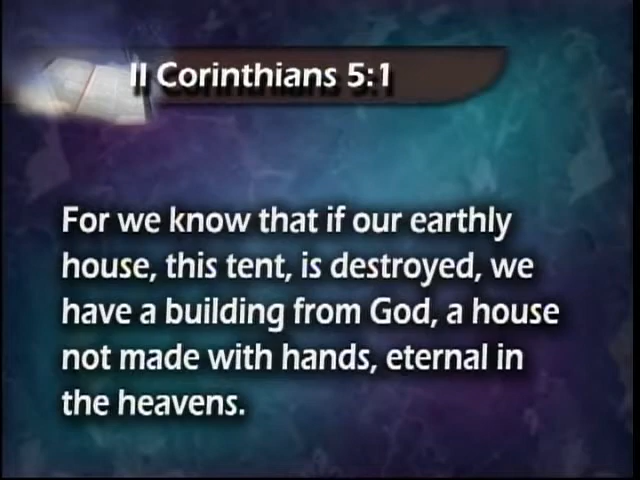 II Corinthians 5:1
For we know that if our earthly
house, this tent, is destroyed, we
have a building from God, a house
not made with hands, eternal in
the heavens.